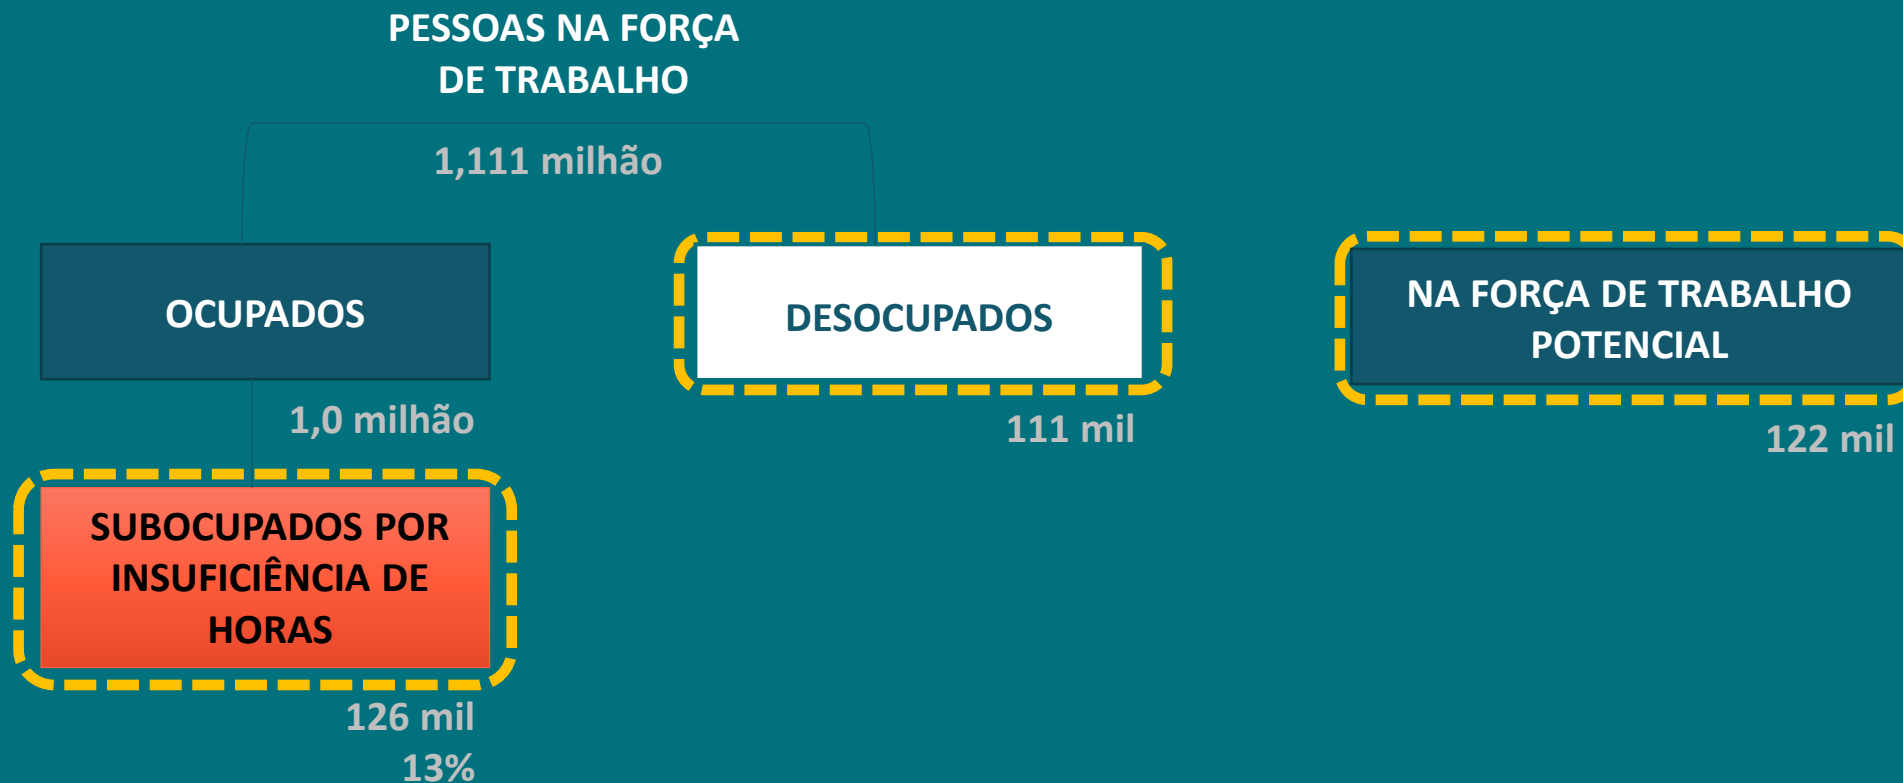 PESSOAS NA FORÇA
DE TRABALHO
1,111 milhão
OCUPADOS
1,0 milhão
DESOCUPADOS
111 mil
NA FORÇA DE TRABALHO
POTENCIAL
122 mil
SUBOCUPADOS POR
INSUFICIÊNCIA DE
HORAS
126 mil
13%